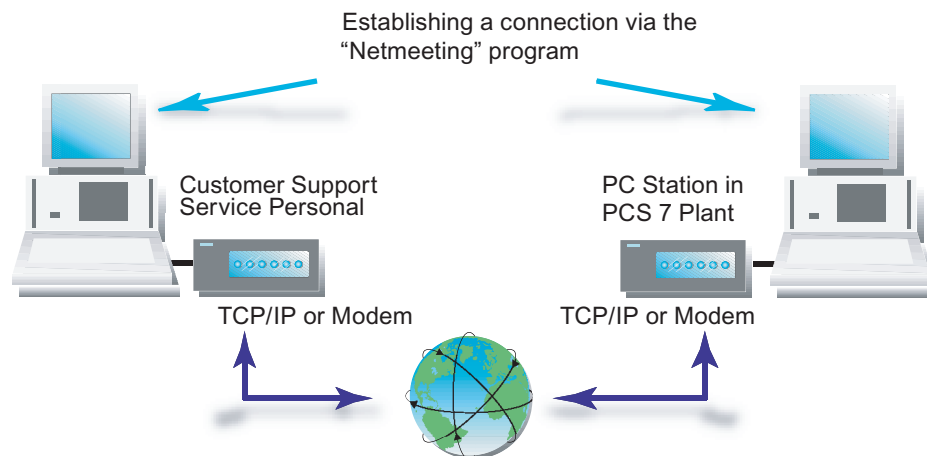 Establishing a connection via the
“Netmeeting” program
Customer Support
Service Personal
PC Station in
PCS 7 Plant
TCP/IP or Modem
TCP/IP or Modem